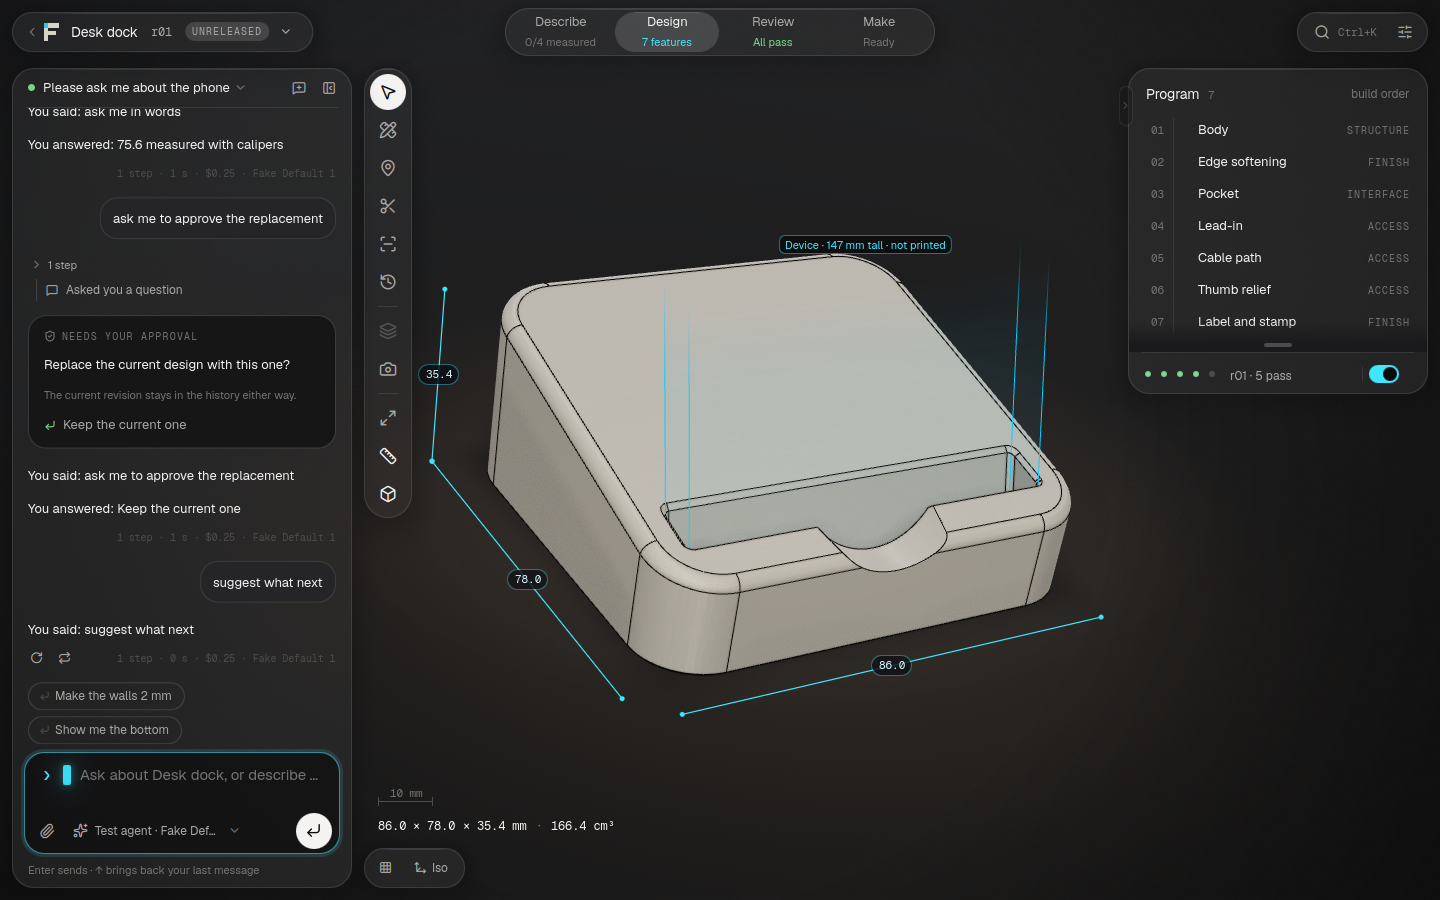 Desk dock r01 UNRELEASED
Describe
0/4 measured
Design
7 features
Review
All pass
Make
Ready
Ctrl+K
Please ask me about the phone
You said: ask me in words
You answered: 75.6 measured with calipers
1 step · 1 s · $0.25 · Fake Default 1
ask me to approve the replacement
1 step
Asked you a question
NEEDS YOUR APPROVAL
Replace the current design with this one?
The current revision stays in the history either way.
Keep the current one
You said: ask me to approve the replacement
You answered: Keep the current one
1 step · 1 s · $0.25 · Fake Default 1
suggest what next
You said: suggest what next
1 step · 0 s · $0.25 · Fake Default 1
Make the walls 2 mm
Show me the bottom
Ask about Desk dock, or describe ...
Test agent · Fake Def...
Enter sends · ↑ brings back your last message
Device · 147 mm tall · not printed
35.4
78.0
86.0
10 mm
86.0 × 78.0 × 35.4 mm · 166.4 cm³
Iso
Program 7 build order
01 Body STRUCTURE
02 Edge softening FINISH
03 Pocket INTERFACE
04 Lead-in ACCESS
05 Cable path ACCESS
06 Thumb relief ACCESS
07 Label and stamp FINISH
r01 · 5 pass